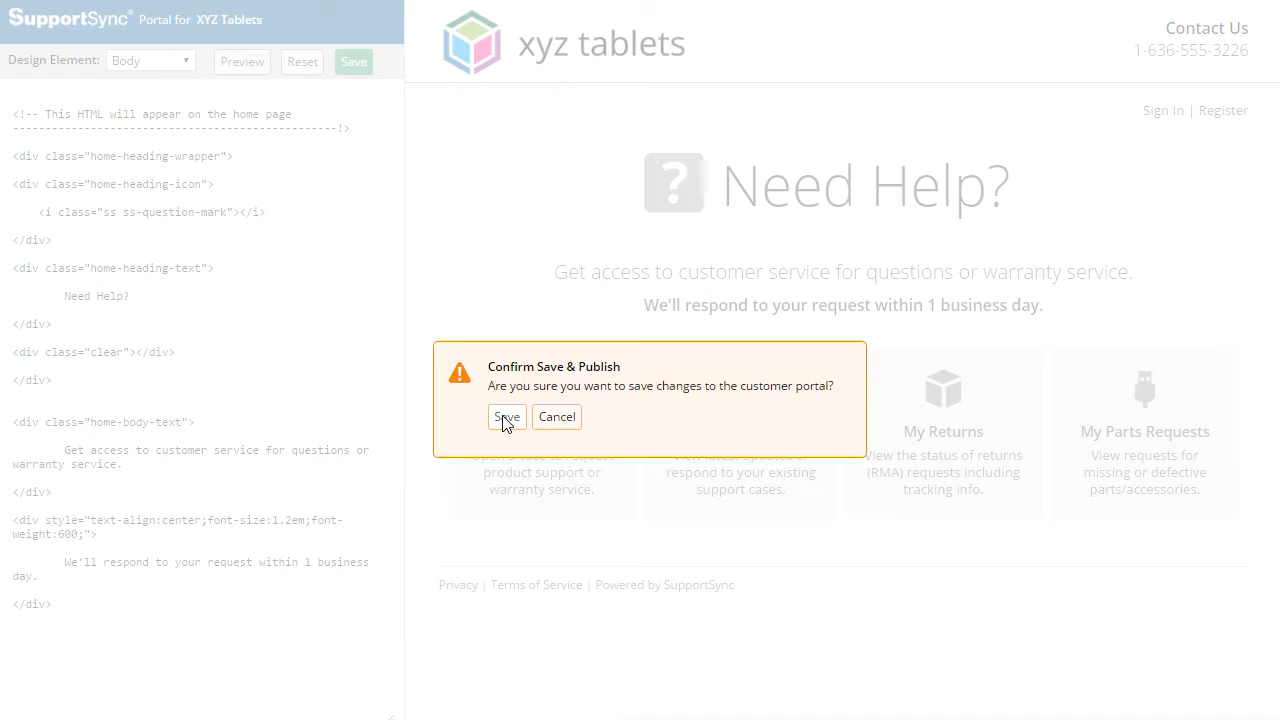 SupportSync® Portal for XYZ Tablets
Design Element: Body Preview Reset Save
<!-- This HTML will appear on the home page
--------------------------------------------------!>
<div class="home-heading-wrapper">
<div class="home-heading-icon">
<i class="ss ss-question-mark"></i>
</div>
<div class="home-heading-text">
Need Help?
</div>
<div class="clear"></div>
</div>
<div class="home-body-text">
Get access to customer service for questions or
warranty service.
</div>
<div style="text-align:center;font-size:1.2em;font-
weight:600;">
We'll respond to your request within 1 business
day.
</div>
xyz tablets
Contact Us
1-636-555-3226
Sign In | Register
? Need Help?
Get access to customer service for questions or warranty service.
We'll respond to your request within 1 business day.
Confirm Save & Publish
Are you sure you want to save changes to the customer portal?
Save Cancel
product support or
warranty service.
respond to your existing
support cases.
My Returns
View the status of returns
(RMA) requests including
tracking info.
My Parts Requests
View requests for
missing or defective
parts/accessories.
Privacy | Terms of Service | Powered by SupportSync